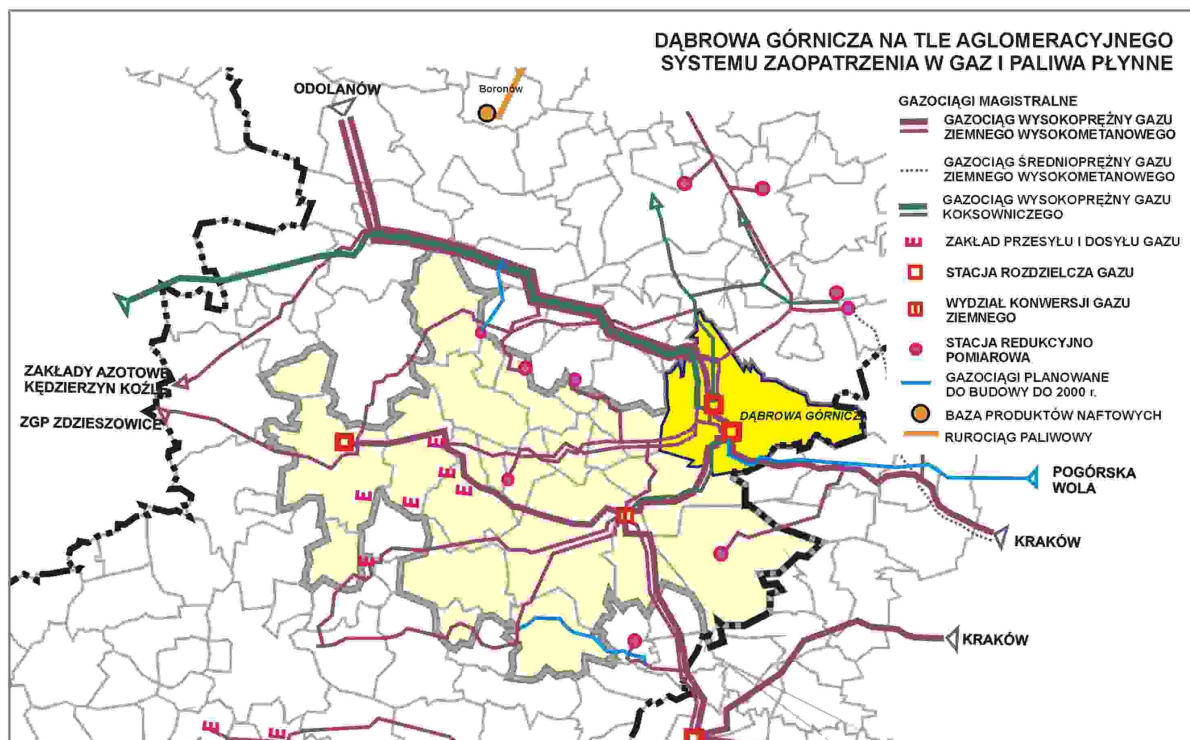 DĄBROWA GÓRNICZA NA TLE AGLOMERACYJNEGO
SYSTEMU ZAOPATRZENIA W GAZ I PALIWA PŁYNNE
GAZOCIĄGI MAGISTRALNE
GAZOCIĄG WYSOKOPRĘŻNY GAZU
ZIEMNEGO WYSOKOMETANOWEGO
GAZOCIĄG ŚREDNIOPRĘŻNY GAZU
ZIEMNEGO WYSOKOMETANOWEGO
GAZOCIĄG WYSOKOPRĘŻNY GAZU
KOKSOWNICZEGO
E ZAKŁAD PRZESYŁU I DOSYŁU GAZU
STACJA ROZDZIELCZA GAZU
WYDZIAŁ KONWERSJI GAZU
ZIEMNEGO
STACJA REDUKCYJNO
POMIAROWA
GAZOCIĄGI PLANOWANE
DO BUDOWY DO 2000 r.
BAZA PRODUKTÓW NAFTOWYCH
RUROCIĄG PALIWOWY
ODOLANÓW
Boronów
ZAKŁADY AZOTOWE
KĘDZIERZYN KOŹLE
ZGP ZDZIESZOWICE
DĄBROWA GÓRNICZ
E
E
E
E
E
E
POGÓRSKA
WOLA
KRAKÓW
KRAKÓW
E
E